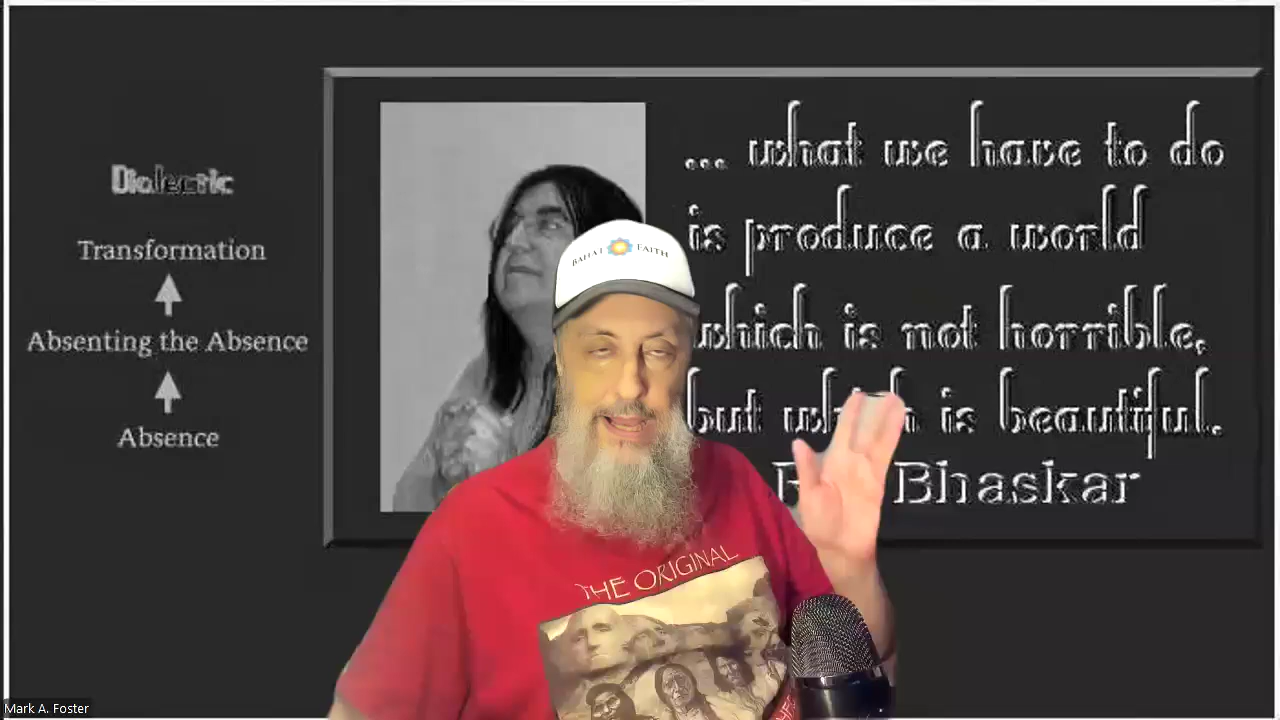 Dialectic
Transformation
Absenting the Absence
Absence
... what we have to do
is produce a world
which is not horrible,
but which is beautiful.
Bhaskar
BAHA'I FAITH
THE ORIGINAL
Mark A. Foster